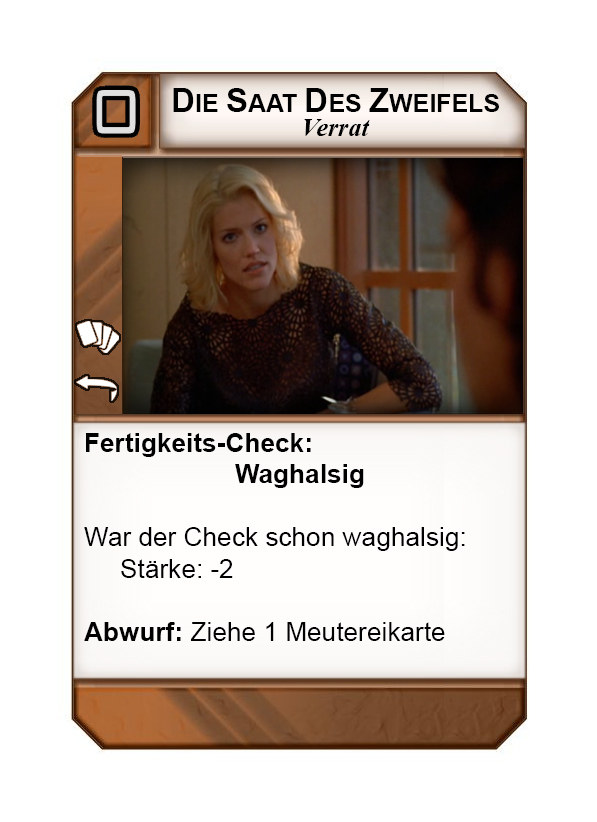 0
DIE SAAT DES ZWEIFELS
Verrat
Fertigkeits-Check:
Waghalsig
War der Check schon waghalsig:
Stärke: -2
Abwurf: Ziehe 1 Meutereikarte